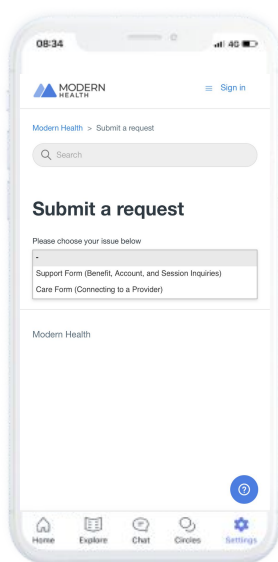 08:34
4G
MODERN
HEALTH
Sign in
Modern Health > Submit a request
Search
Submit a request
Please choose your issue below
-
Support Form (Benefit, Account, and Session Inquiries)
Care Form (Connecting to a Provider)
Modern Health
?
Home Explore Chat Circles Settings